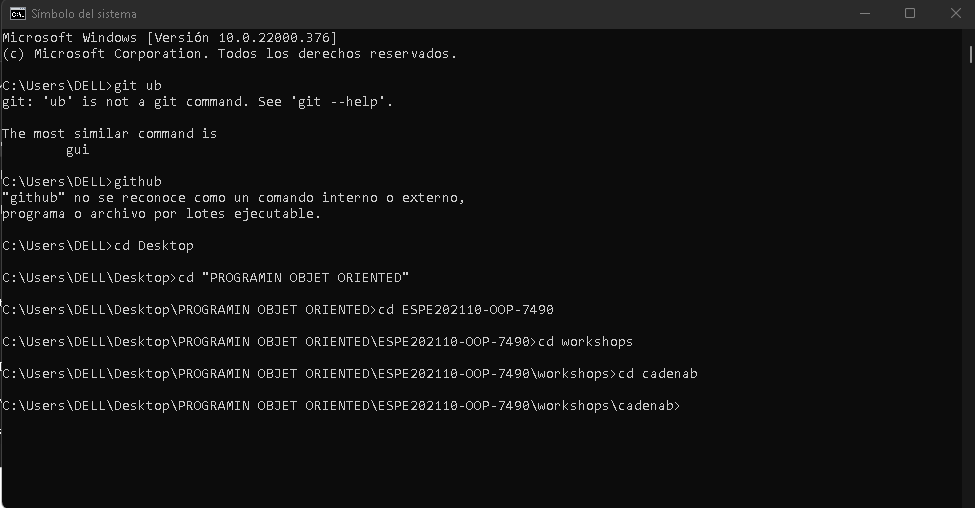 Símbolo del sistema
Microsoft Windows [Versión 10.0.22000.376]
(c) Microsoft Corporation. Todos los derechos reservados.
C:\Users\DELL>git ub
git: 'ub' is not a git command. See 'git --help'.
The most similar command is
gui
C:\Users\DELL>github
"github" no se reconoce como un comando interno o externo,
programa o archivo por lotes ejecutable.
C:\Users\DELL>cd Desktop
C:\Users\DELL\Desktop>cd "PROGRAMIN OBJET ORIENTED"
C:\Users\DELL\Desktop\PROGRAMIN OBJET ORIENTED>cd ESPE202110-OOP-7490
C:\Users\DELL\Desktop\PROGRAMIN OBJET ORIENTED\ESPE202110-OOP-7490>cd workshops
C:\Users\DELL\Desktop\PROGRAMIN OBJET ORIENTED\ESPE202110-OOP-7490\workshops>cd cadenab
C:\Users\DELL\Desktop\PROGRAMIN OBJET ORIENTED\ESPE202110-OOP-7490\workshops\cadenab>